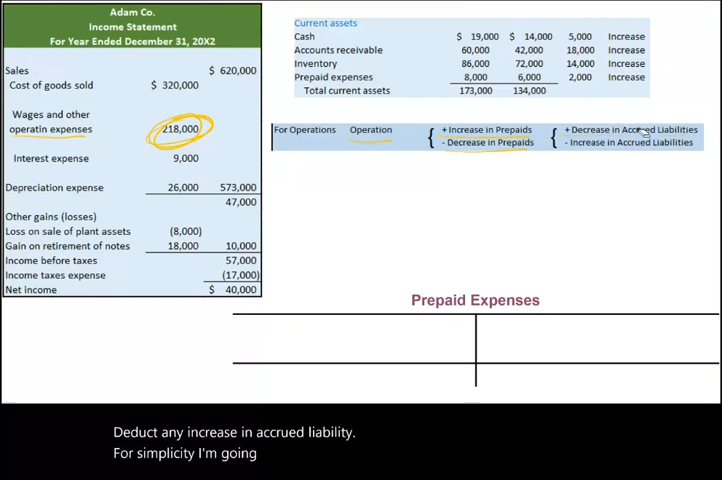 Adam Co.
Income Statement
For Year Ended December 31, 20X2
Sales $ 620,000
Cost of goods sold $ 320,000
Wages and other
operatin expenses 218,000
Interest expense 9,000
Depreciation expense 26,000 573,000
47,000
Other gains (losses)
Loss on sale of plant assets (8,000)
Gain on retirement of notes 18,000 10,000
Income before taxes 57,000
Income taxes expense (17,000)
Net income $ 40,000
Current assets
Cash $ 19,000 $ 14,000 5,000 Increase
Accounts receivable 60,000 42,000 18,000 Increase
Inventory 86,000 72,000 14,000 Increase
Prepaid expenses 8,000 6,000 2,000 Increase
Total current assets 173,000 134,000
For Operations Operation { + Increase in Prepaids { + Decrease in Accrued Liabilities
- Decrease in Prepaids - Increase in Accrued Liabilities
Prepaid Expenses
Deduct any increase in accrued liability.
For simplicity I'm going